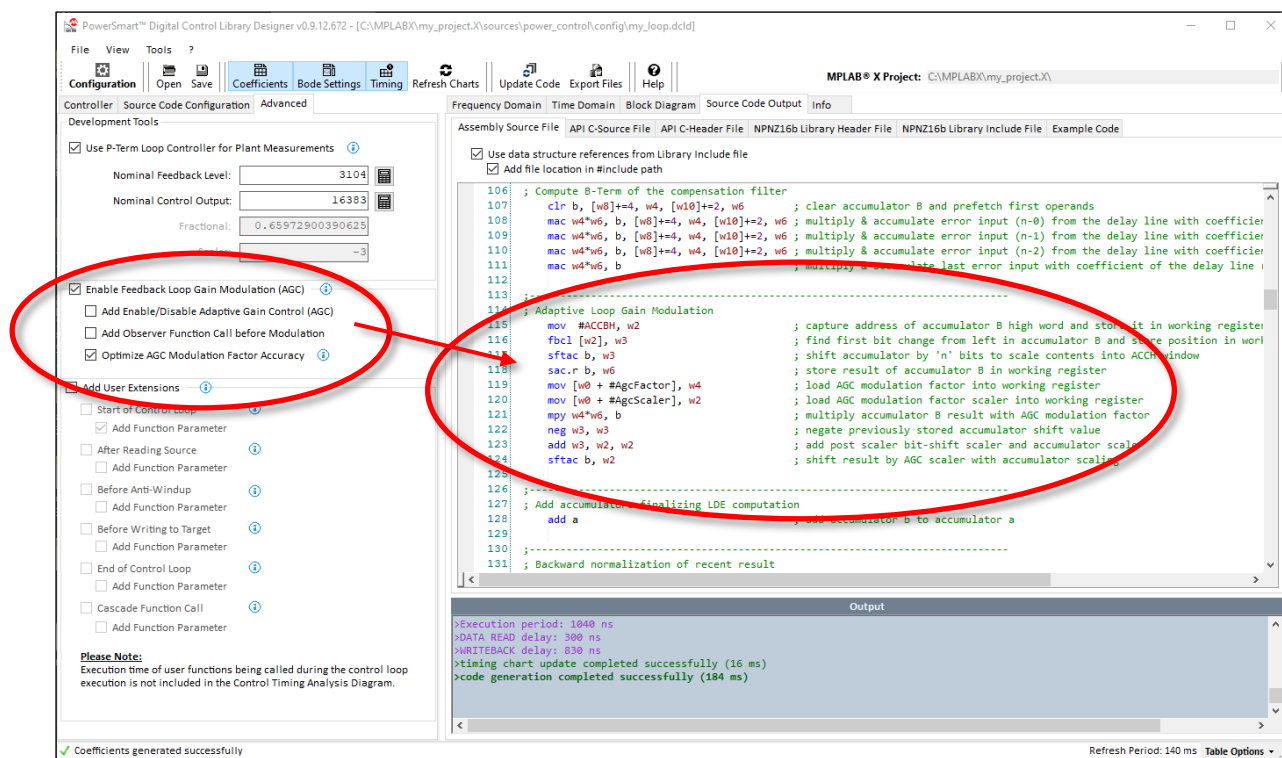 PowerSmart™ Digital Control Library Designer v0.9.12.672 - [C:\MPLABX\my_project.X\sources\power_control\config\my_loop.dcld]
File View Tools ?
Configuration Open Save Coefficients Bode Settings Timing Refresh Charts Update Code Export Files Help MPLAB® X Project: C:\MPLABX\my_project.X\
Controller Source Code Configuration Advanced
Development Tools
Use P-Term Loop Controller for Plant Measurements
Nominal Feedback Level: 3104
Nominal Control Output: 16383
Fractional: 0.65972900390625
-3
Enable Feedback Loop Gain Modulation (AGC)
Add Enable/Disable Adaptive Gain Control (AGC)
Add Observer Function Call before Modulation
Optimize AGC Modulation Factor Accuracy
Add User Extensions
Start of Control Loop
Add Function Parameter
After Reading Source
Add Function Parameter
Before Anti-Windup
Add Function Parameter
Before Writing to Target
Add Function Parameter
End of Control Loop
Add Function Parameter
Cascade Function Call
Add Function Parameter
Please Note:
Execution time of user functions being called during the control loop
execution is not included in the Control Timing Analysis Diagram.
Frequency Domain Time Domain Block Diagram Source Code Output Info
Assembly Source File API C-Source File API C-Header File NPNZ16b Library Header File NPNZ16b Library Include File Example Code
Use data structure references from Library Include file
Add file location in #include path
106 ; Compute B-Term of the compensation filter
107 clr b, [w8]+=4, w4, [w10]+=2, w6 ; clear accumulator B and prefetch first operands
108 mac w4*w6, b, [w8]+=4, w4, [w10]+=2, w6 ; multiply & accumulate error input (n-0) from the delay line with coefficien
109 mac w4*w6, b, [w8]+=4, w4, [w10]+=2, w6 ; multiply & accumulate error input (n-1) from the delay line with coefficien
110 mac w4*w6, b, [w8]+=4, w4, [w10]+=2, w6 ; multiply & accumulate error input (n-2) from the delay line with coefficien
111 mac w4*w6, b ; multiply & accumulate last error input with coefficient of the delay line
112
113 ;------------------------------------------------------------------------------
114 ; Adaptive Loop Gain Modulation
115 mov #ACCBH, w2 ; capture address of accumulator B high word and store it in working register
116 fbcl [w2], w3 ; find first bit change from left in accumulator B and store position in work
117 sftac b, w3 ; shift accumulator by 'n' bits to scale contents into ACCH window
118 sac.r b, w6 ; store result of accumulator B in working register
119 mov [w0 + #AgcFactor], w4 ; load AGC modulation factor into working register
120 mov [w0 + #AgcScaler], w2 ; load AGC modulation factor scaler into working register
121 mpy w4*w6, b ; multiply accumulator B result with AGC modulation factor
122 neg w3, w3 ; negate previously stored accumulator shift value
123 add w3, w2, w2 ; add post scaler bit-shift scaler and accumulator scale
124 sftac b, w2 ; shift result by AGC scaler with accumulator scaling
125
126 ;------------------------------------------------------------------------------
127 ; Add accumulators finalizing LDE computation
128 add a ; add accumulator b to accumulator a
129
130 ;------------------------------------------------------------------------------
131 ; Backward normalization of recent result
Output
>Execution period: 1040 ns
>DATA READ delay: 300 ns
>WRITEBACK delay: 830 ns
>timing chart update completed successfully (16 ms)
>code generation completed successfully (184 ms)
Coefficients generated successfully
Refresh Period: 140 ms Table Options